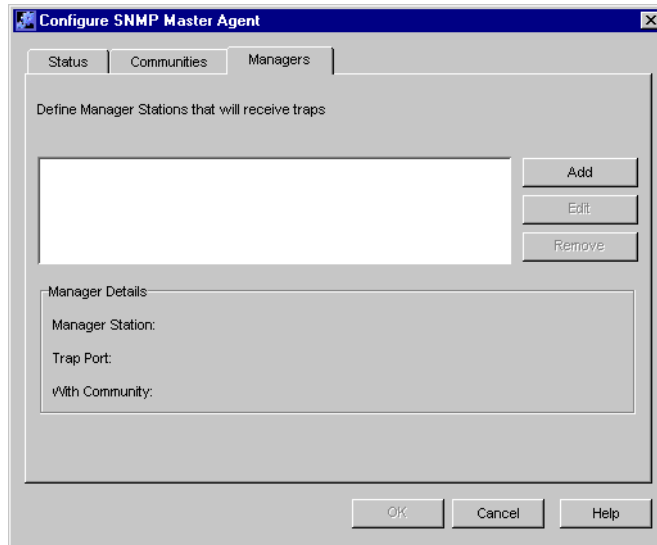 Configure SNMP Master Agent
Status Communities Managers
Define Manager Stations that will receive traps
Add
Edit
Remove
Manager Details
Manager Station:
Trap Port:
With Community:
OK Cancel Help